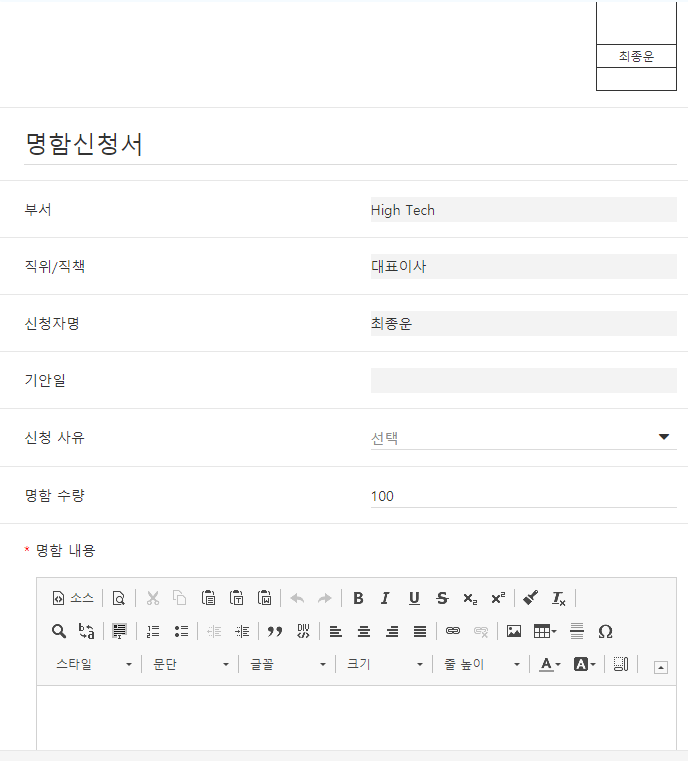 최종운
명함신청서
부서 High Tech
직위/직책 대표이사
신청자명 최종운
기안일
신청 사유 선택
명함 수량 100
* 명함 내용
소스
스타일 문단 글꼴 크기 줄 높이